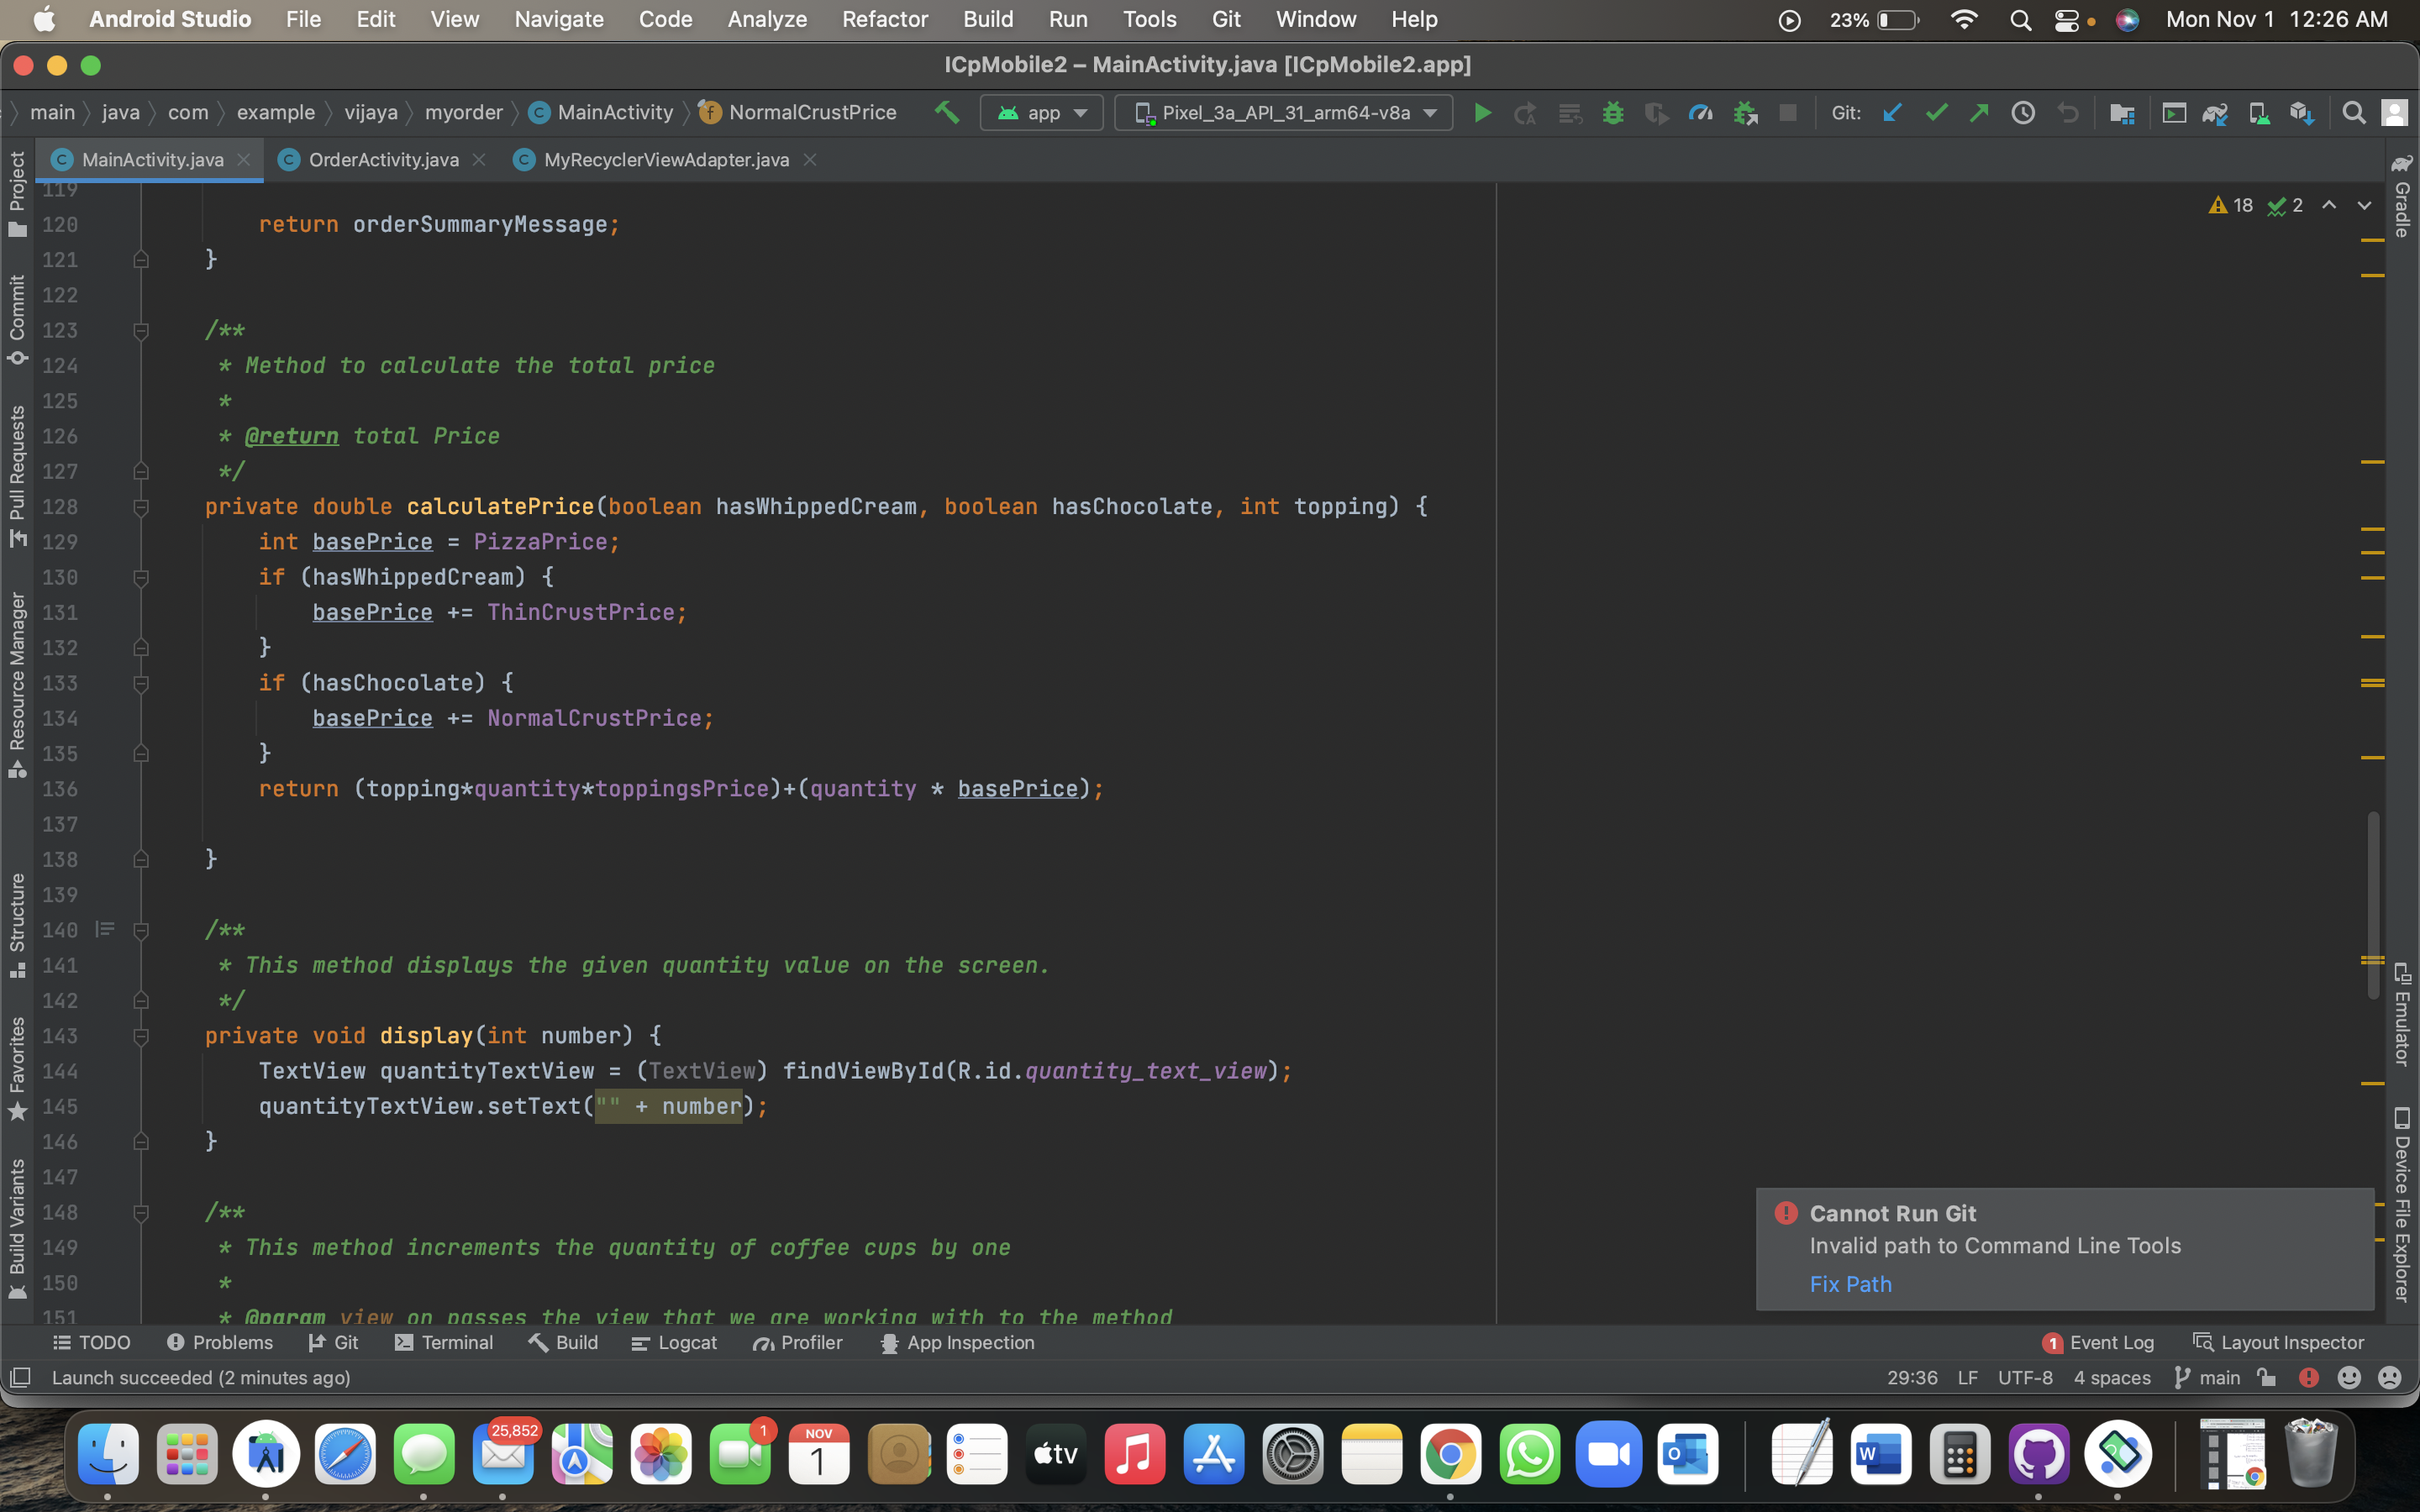 Android Studio File Edit View Navigate Code Analyze Refactor Build Run Tools Git Window Help 23% Mon Nov 1 12:26 AM
ICpMobile2 – MainActivity.java [ICpMobile2.app]
main java com example vijaya myorder MainActivity NormalCrustPrice app Pixel_3a_API_31_arm64-v8a Git:
MainActivity.java OrderActivity.java MyRecyclerViewAdapter.java
Project
Commit
Pull Requests
Resource Manager
Structure
Favorites
Build Variants
18 2
119
120 return orderSummaryMessage;
121 }
122
123 /**
124 * Method to calculate the total price
125 *
126 * @return total Price
127 */
128 private double calculatePrice(boolean hasWhippedCream, boolean hasChocolate, int topping) {
129 int basePrice = PizzaPrice;
130 if (hasWhippedCream) {
131 basePrice += ThinCrustPrice;
132 }
133 if (hasChocolate) {
134 basePrice += NormalCrustPrice;
135 }
136 return (topping*quantity*toppingsPrice)+(quantity * basePrice);
137
138 }
139
140 /**
141 * This method displays the given quantity value on the screen.
142 */
143 private void display(int number) {
144 TextView quantityTextView = (TextView) findViewById(R.id.quantity_text_view);
145 quantityTextView.setText("" + number);
146 }
147
148 /**
149 * This method increments the quantity of coffee cups by one
150 *
151 * @param view on passes the view that we are working with to the method
Gradle
Emulator
Device File Explorer
Cannot Run Git
Invalid path to Command Line Tools
Fix Path
TODO Problems Git Terminal Build Logcat Profiler App Inspection 1 Event Log Layout Inspector
Launch succeeded (2 minutes ago) 29:36 LF UTF-8 4 spaces main
25,852
1
NOV
1
tv
W